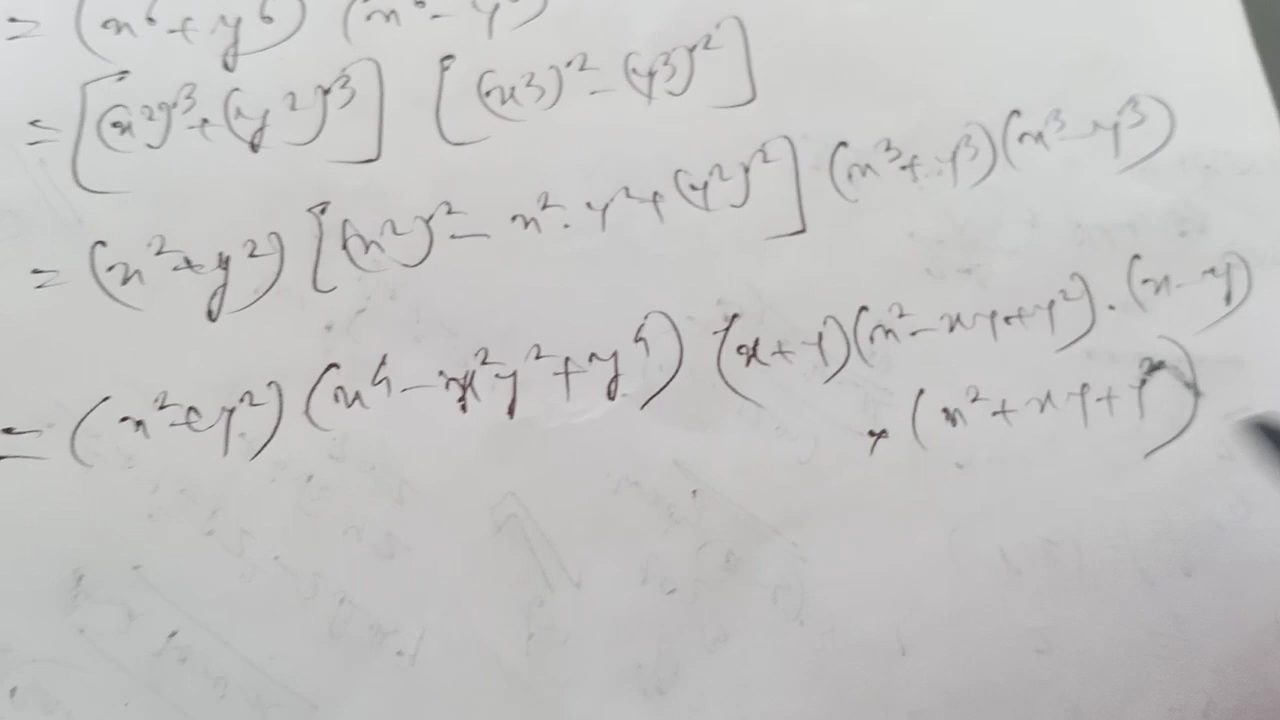 = (x⁶ + y⁶) (x⁶ - y
= [(x²)³ + (y²)³] [(x³)² - (y³)²]
= (x² + y²) [(x²)² - x² . y² + (y²)²] (x³ + y³) (x³ - y³)
= (x² + y²) (x⁴ - x²y² + y⁴) (x + y) (x² - xy + y²) . (x - y)
× (x² + xy + y²)